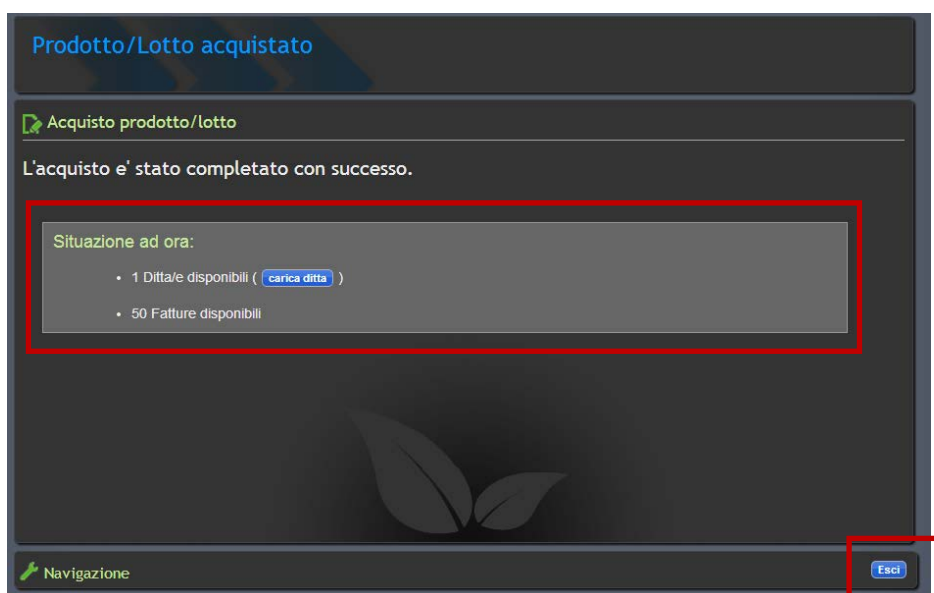 Prodotto/Lotto acquistato
Acquisto prodotto/lotto
L'acquisto e' stato completato con successo.
Situazione ad ora:
• 1 Ditta/e disponibili ( carica ditta )
• 50 Fatture disponibili
Navigazione
Esci